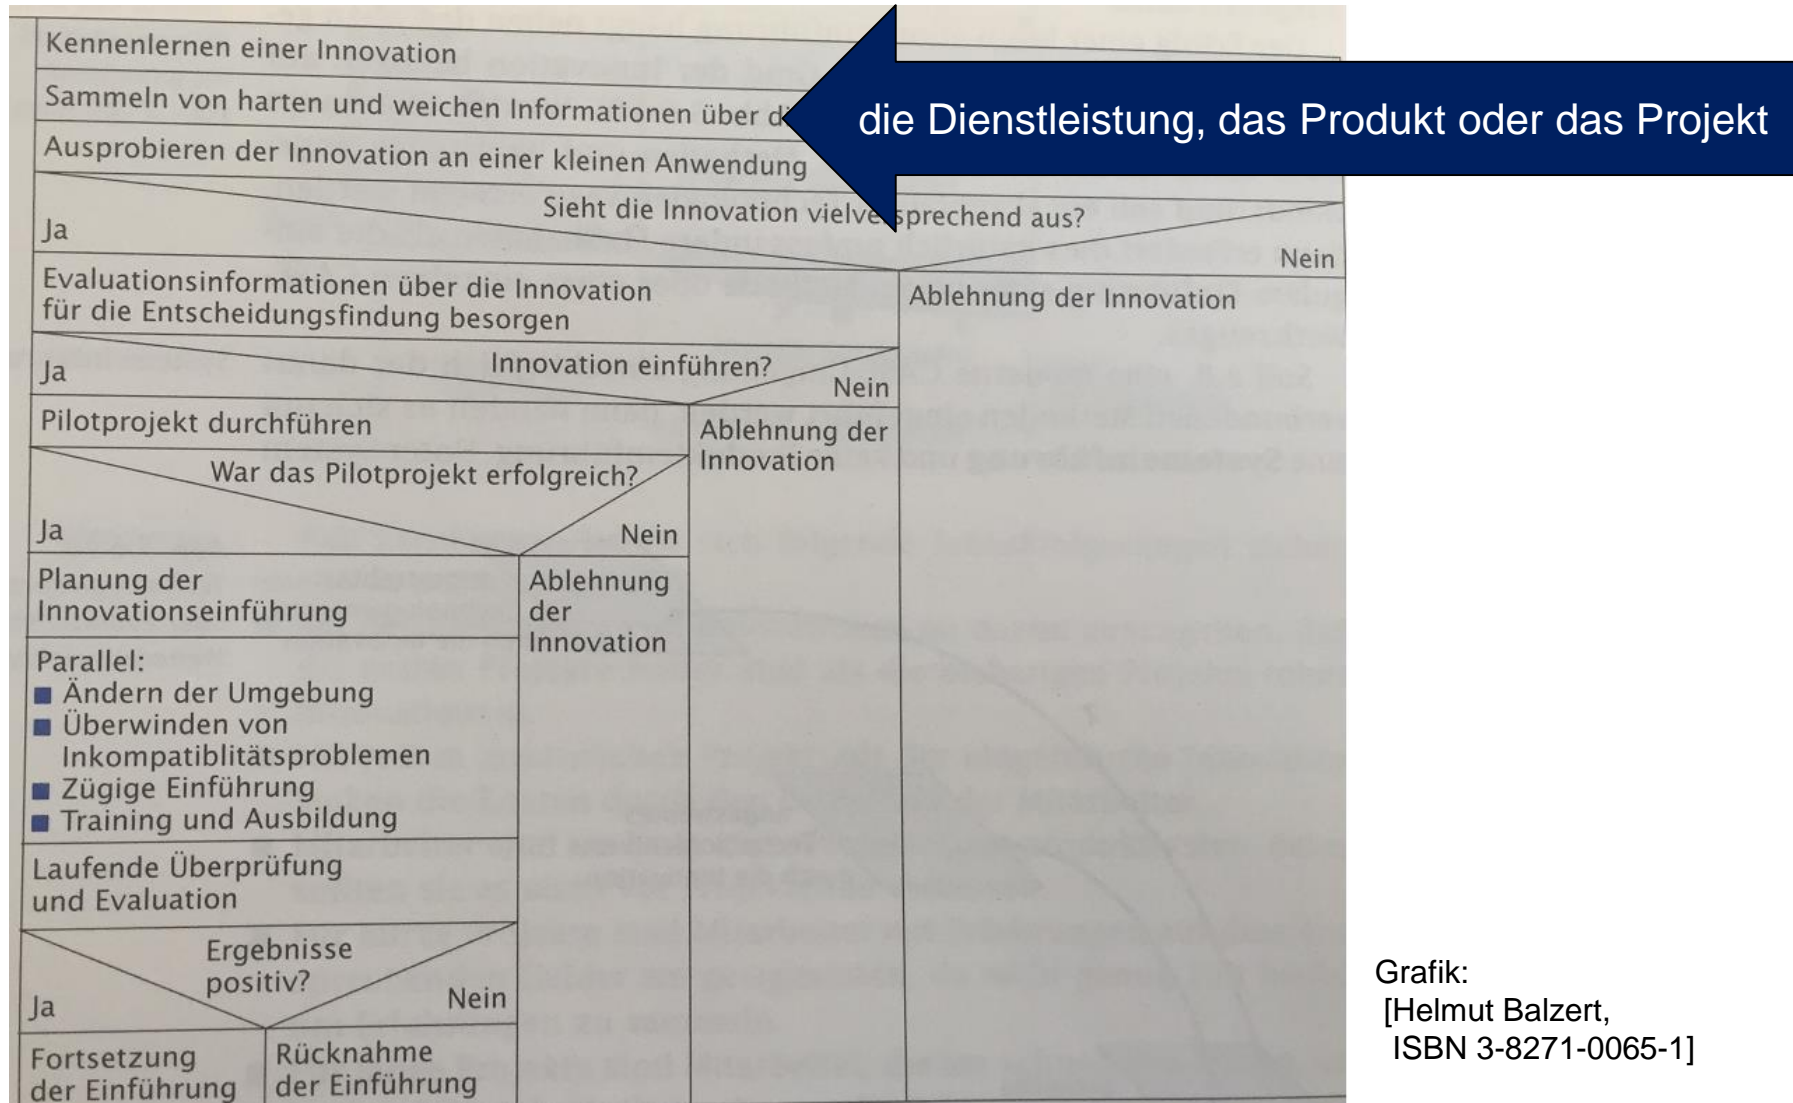 Kennenlernen einer Innovation
Sammeln von harten und weichen Informationen über
die Dienstleistung, das Produkt oder das Projekt
Ausprobieren der Innovation an einer kleinen Anwendung
Sieht die Innovation vielversprechend aus?
Ja
Nein
Evaluationsinformationen über die Innovation
für die Entscheidungsfindung besorgen
Ablehnung der Innovation
Innovation einführen?
Ja
Nein
Pilotprojekt durchführen
Ablehnung der
Innovation
War das Pilotprojekt erfolgreich?
Ja
Nein
Planung der
Innovationseinführung
Ablehnung
der
Innovation
Parallel:
Ändern der Umgebung
Überwinden von
Inkompatiblitätsproblemen
Zügige Einführung
Training und Ausbildung
Laufende Überprüfung
und Evaluation
Ergebnisse
positiv?
Ja
Nein
Fortsetzung
der Einführung
Rücknahme
der Einführung
Grafik:
[Helmut Balzert,
ISBN 3-8271-0065-1]